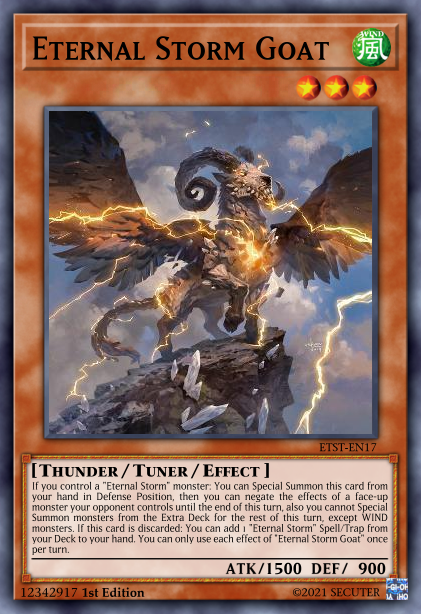 ETERNAL STORM GOAT
WIND
風
ETST-EN17
[THUNDER/TUNER/EFFECT]
If you control a "Eternal Storm" monster: You can Special Summon this card from
your hand in Defense Position, then you can negate the effects of a face-up
monster your opponent controls until the end of this turn, also you cannot Special
Summon monsters from the Extra Deck for the rest of this turn, except WIND
monsters. If this card is discarded: You can add 1 "Eternal Storm" Spell/Trap from
your Deck to your hand. You can only use each effect of "Eternal Storm Goat" once
per turn.
ATK/1500 DEF/ 900
12342917 1st Edition
©2021 SECUTER